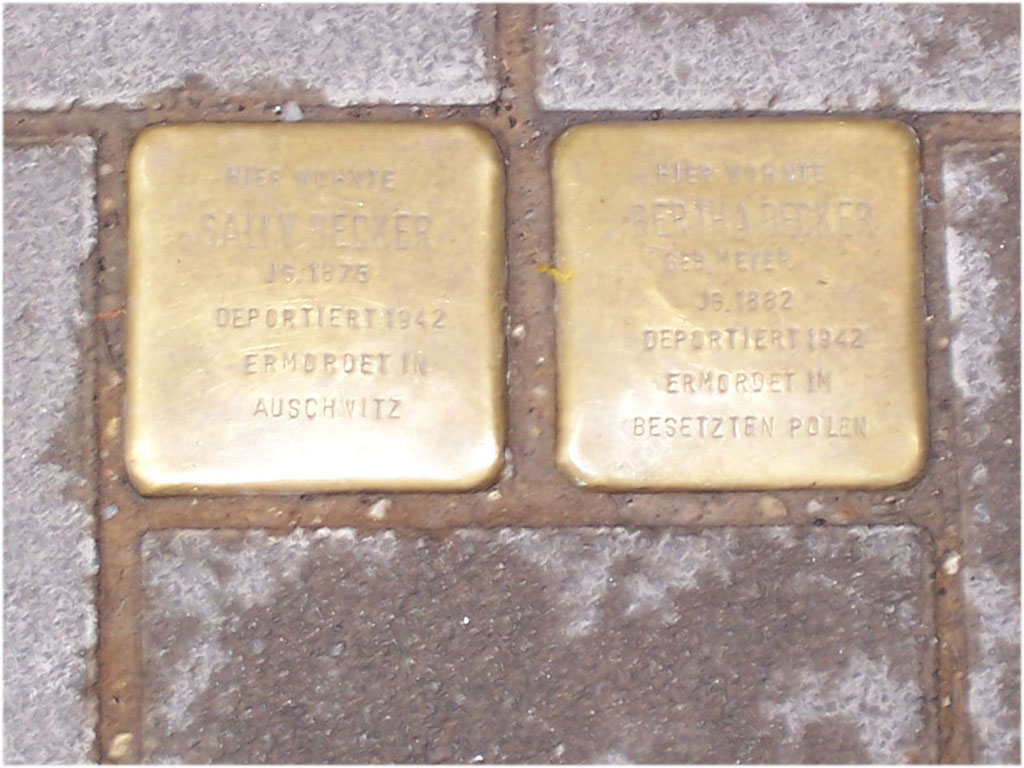 HIER WOHNTE
SALLY BECKER
JG. 1875
DEPORTIERT 1942
ERMORDET IN
AUSCHWITZ
HIER WOHNTE
BERTHA BECKER
GEB. MEYER
JG. 1882
DEPORTIERT 1942
ERMORDET IM
BESETZTEN POLEN